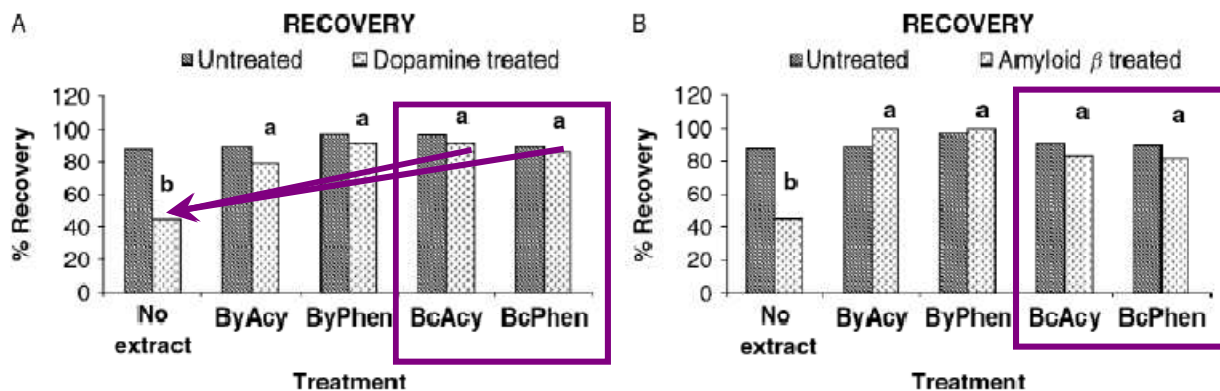 A
RECOVERY
Untreated Dopamine treated
% Recovery
120
100
80
60
40
20
0
b
a
a
a
a
No extract
ByAcy
ByPhen
BcAcy
BcPhen
Treatment
B
RECOVERY
Untreated Amyloid β treated
% Recovery
120
100
80
60
40
20
0
b
a
a
a
a
No extract
ByAcy
ByPHEN
BcAcy
BcPhen
Treatment